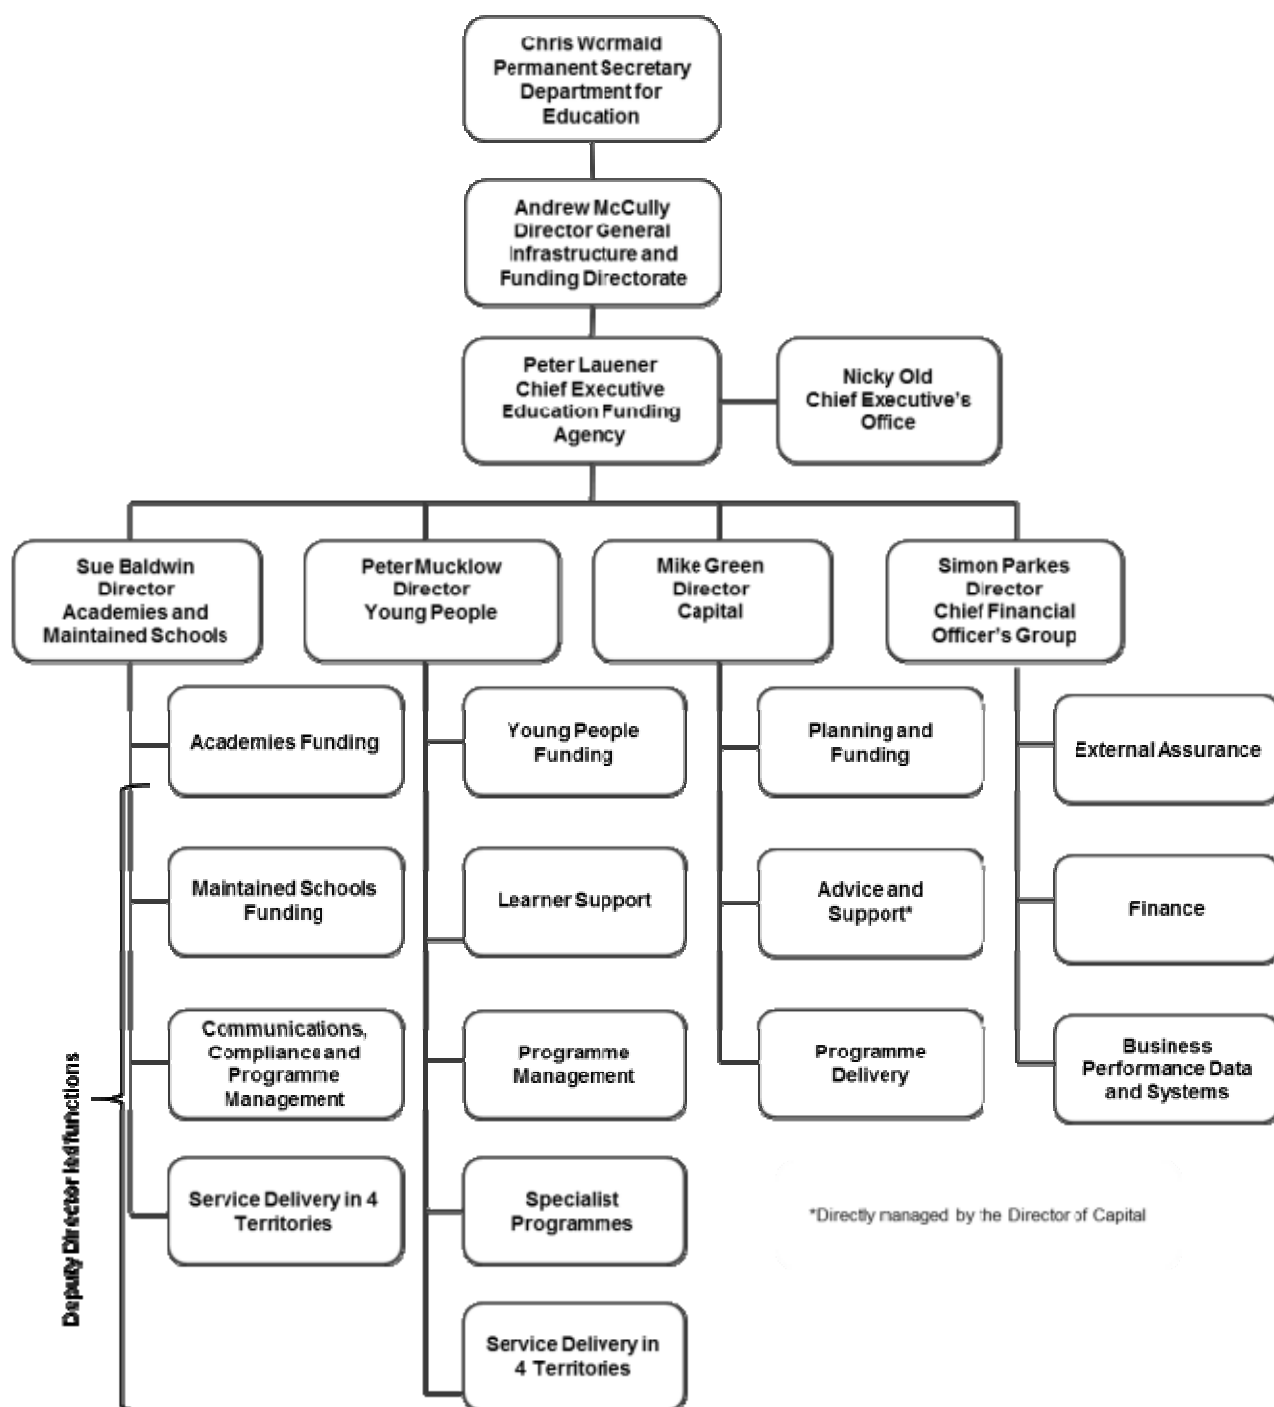 Chris Wormald
Permanent Secretary
Department for
Education
Andrew McCully
Director General
Infrastructure and
Funding Directorate
Peter Lauener
Chief Executive
Education Funding
Agency
Nicky Old
Chief Executive's
Office
Sue Baldwin
Director
Academies and
Maintained Schools
Peter Mucklow
Director
Young People
Mike Green
Director
Capital
Simon Parkes
Director
Chief Financial
Officer's Group
Academies Funding
Young People
Funding
Planning and
Funding
External Assurance
Maintained Schools
Funding
Learner Support
Advice and
Support*
Finance
Communications,
Compliance and
Programme
Management
Programme
Management
Programme
Delivery
Business
Performance Data
and Systems
Service Delivery in 4
Territories
Specialist
Programmes
*Directly managed by the Director of Capital
Service Delivery in
4 Territories
Deputy Director led functions